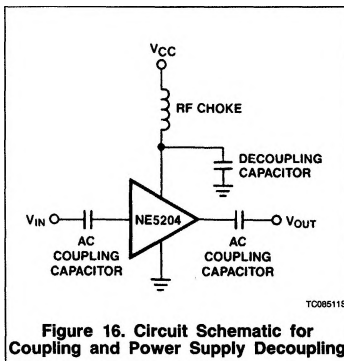 VCC
RF CHOKE
DECOUPLING
CAPACITOR
VIN
NE5204
VOUT
AC
COUPLING
CAPACITOR
AC
COUPLING
CAPACITOR
TC08511S
Figure 16. Circuit Schematic for
Coupling and Power Supply Decoupling